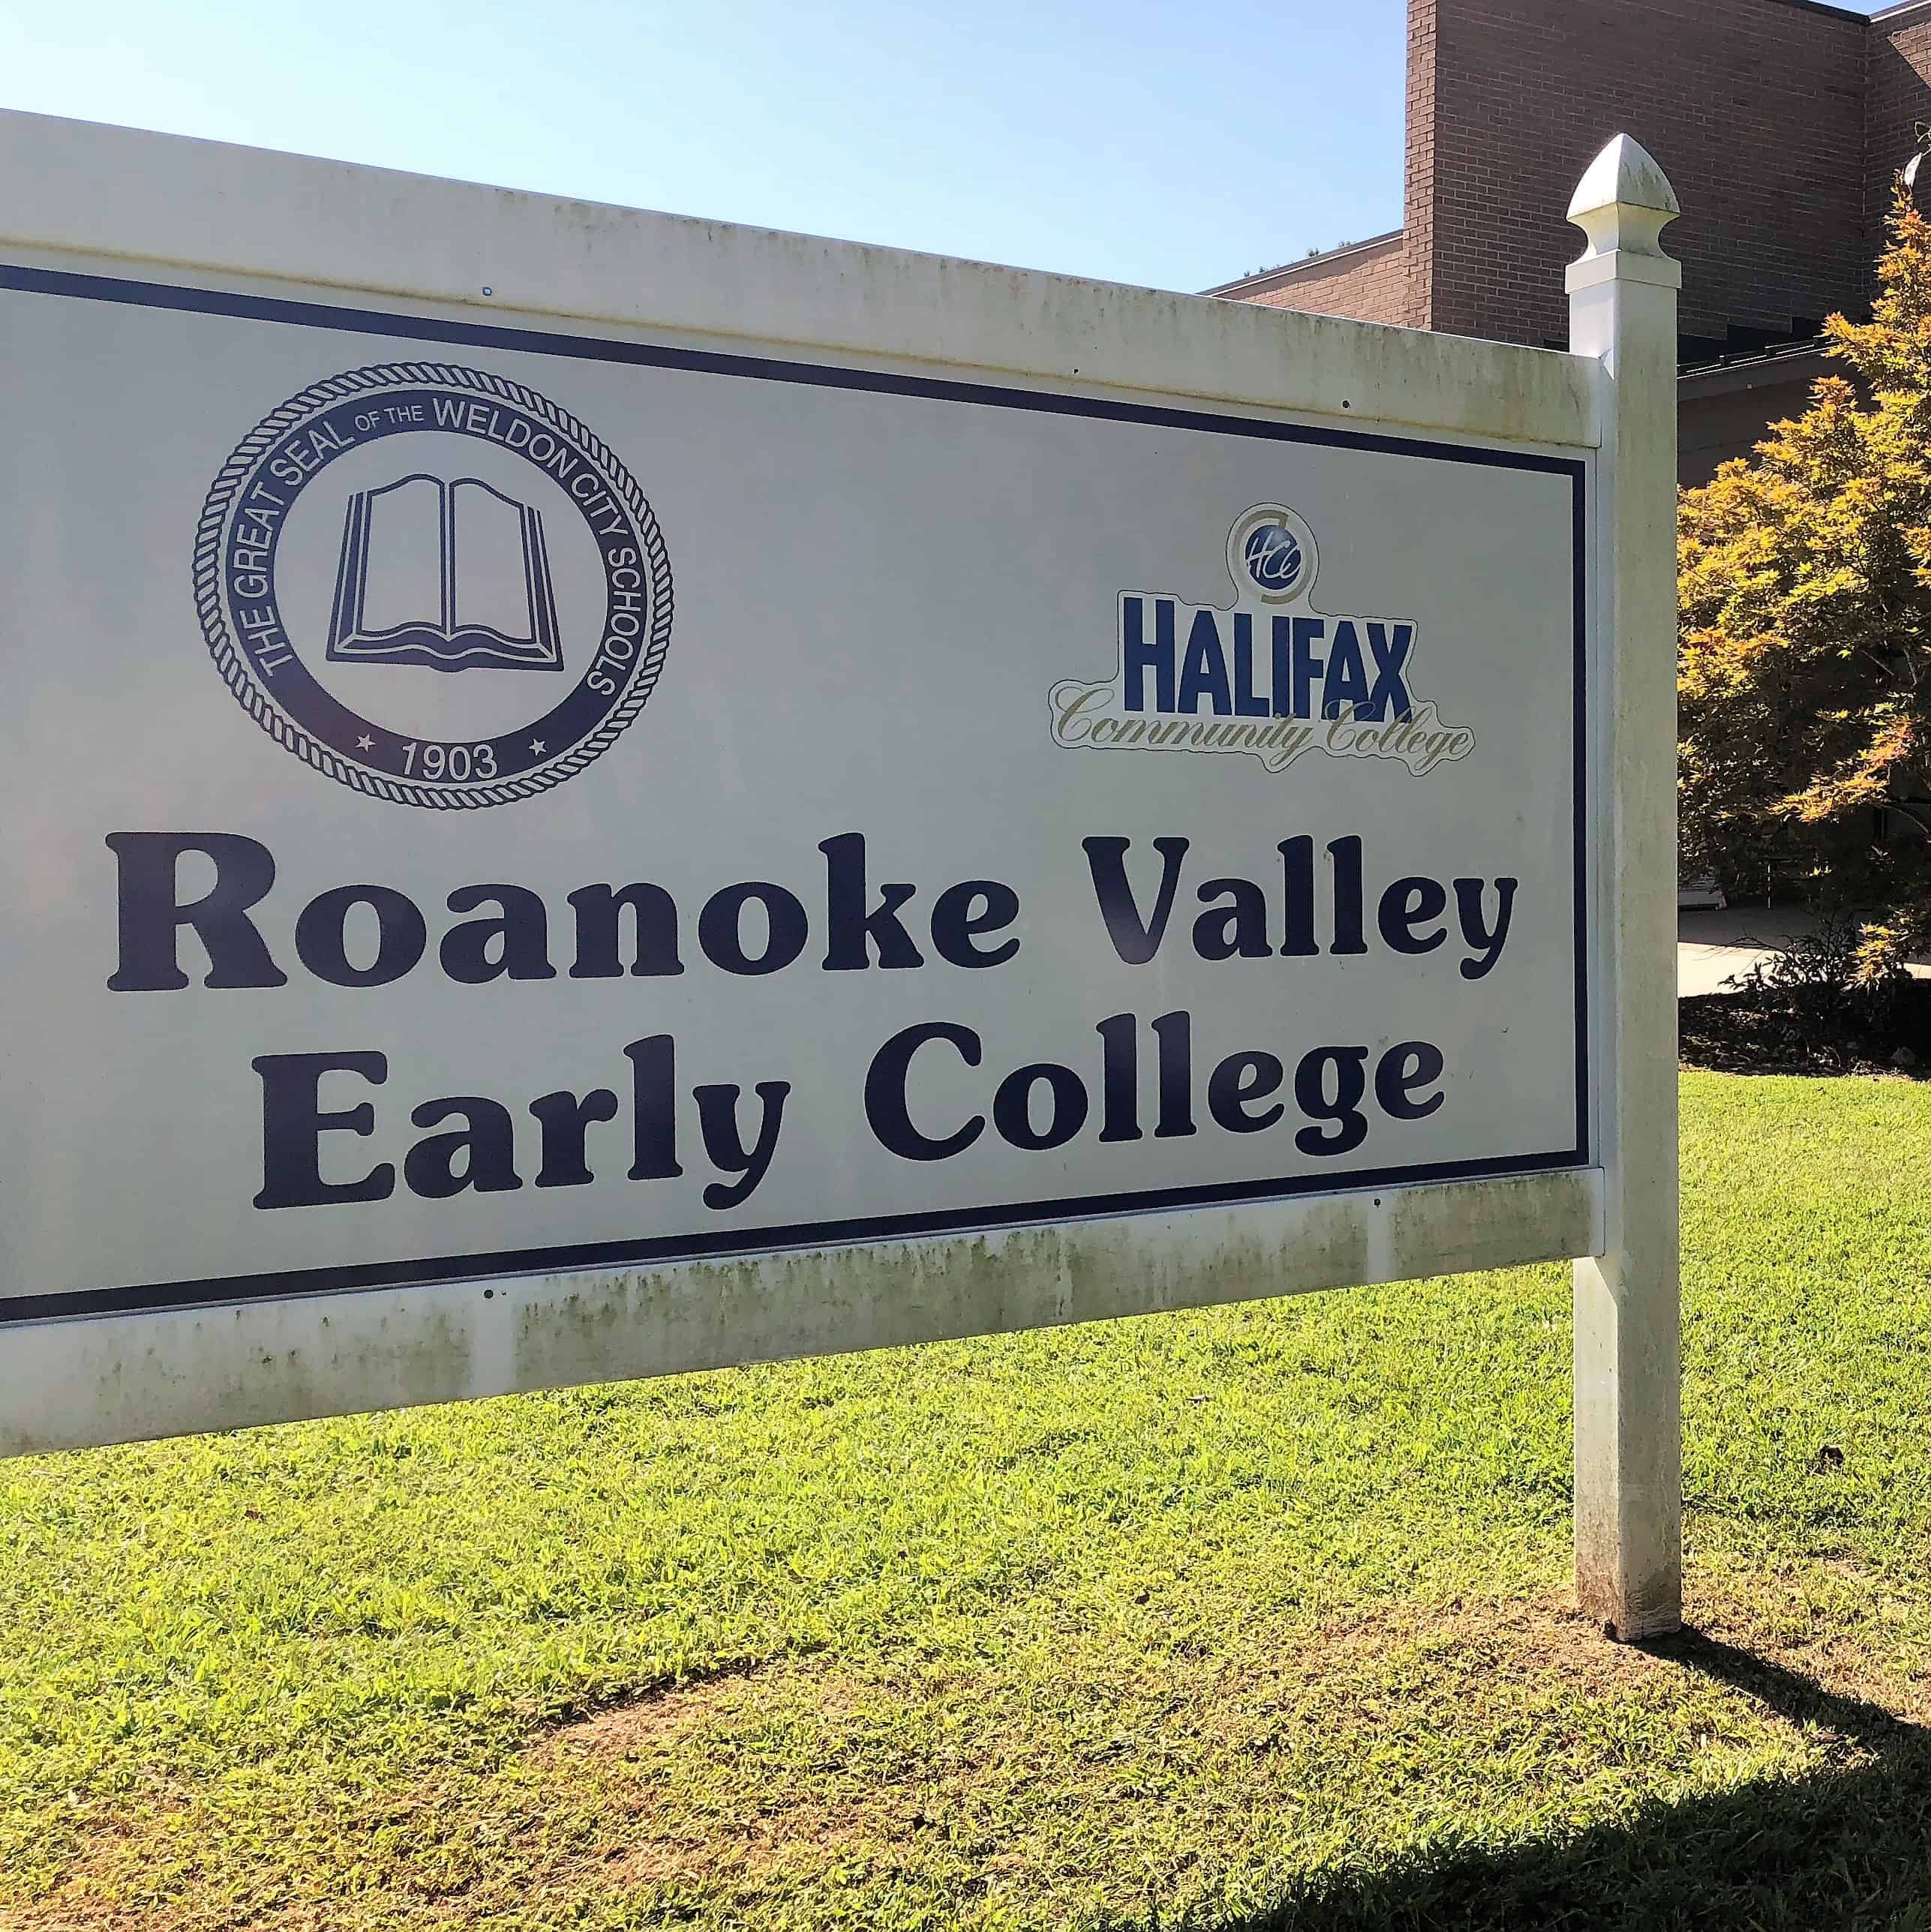 THE GREAT SEAL OF THE WELDON CITY SCHOOLS
1903
HCC
HALIFAX
Community College
Roanoke Valley
Early College